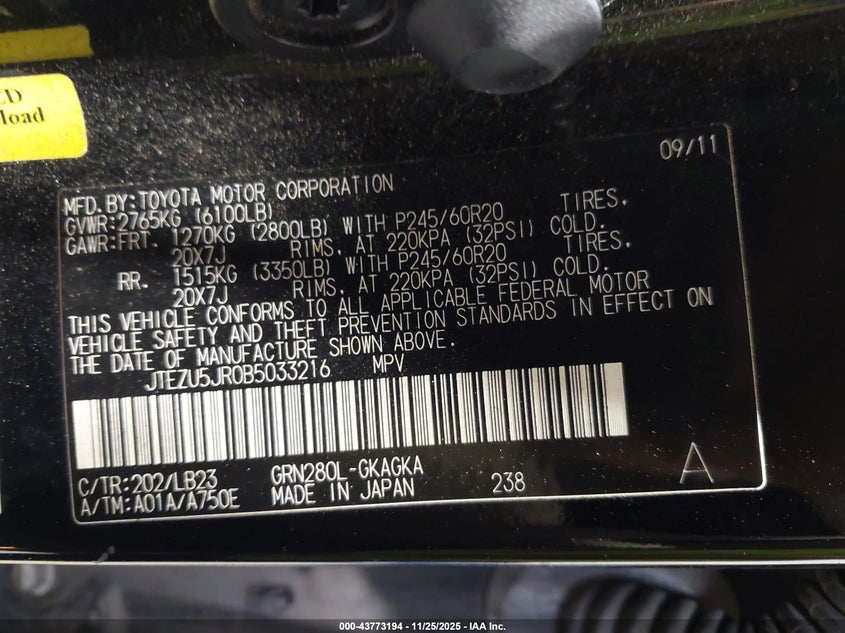 ED
load
09/11
MFD. BY: TOYOTA MOTOR CORPORATION
GVWR: 2765KG (6100LB)
GAWR: FRT. 1270KG (2800LB) WITH P245/60R20 TIRES,
20X7J RIMS, AT 220KPA (32PSI) COLD.
RR. 1515KG (3350LB) WITH P245/60R20 TIRES,
20X7J RIMS, AT 220KPA (32PSI) COLD.
THIS VEHICLE CONFORMS TO ALL APPLICABLE FEDERAL MOTOR
VEHICLE SAFETY AND THEFT PREVENTION STANDARDS IN EFFECT ON
THE DATE OF MANUFACTURE SHOWN ABOVE.
JTEZU5JR0B5033216 MPV
C/TR: 202/LB23 GRN280L-GKAGKA
A/TM: A01A/A750E MADE IN JAPAN 238 A
000-43773194 - 11/25/2025 - IAA Inc.